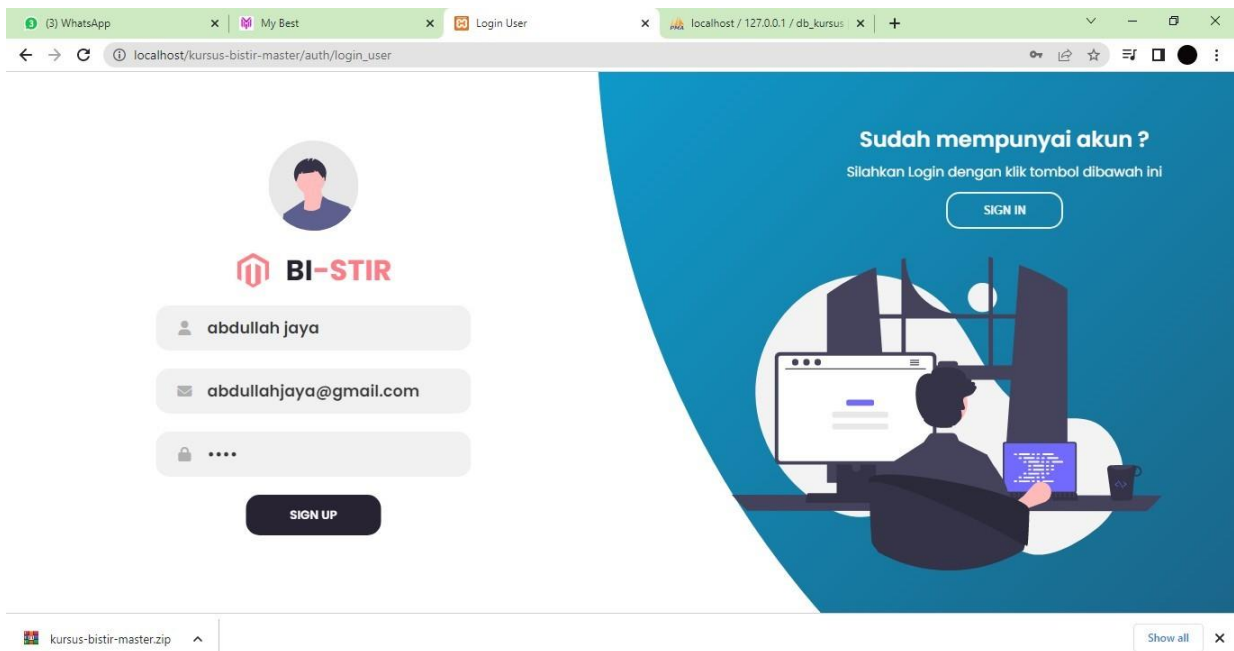 3 (3) WhatsApp
My Best
Login User
localhost / 127.0.0.1 / db_kursus
localhost/kursus-bistir-master/auth/login_user
BI-STIR
abdullah jaya
abdullahjaya@gmail.com
••••
SIGN UP
Sudah mempunyai akun ?
Silahkan Login dengan klik tombol dibawah ini
SIGN IN
kursus-bistir-master.zip
Show all